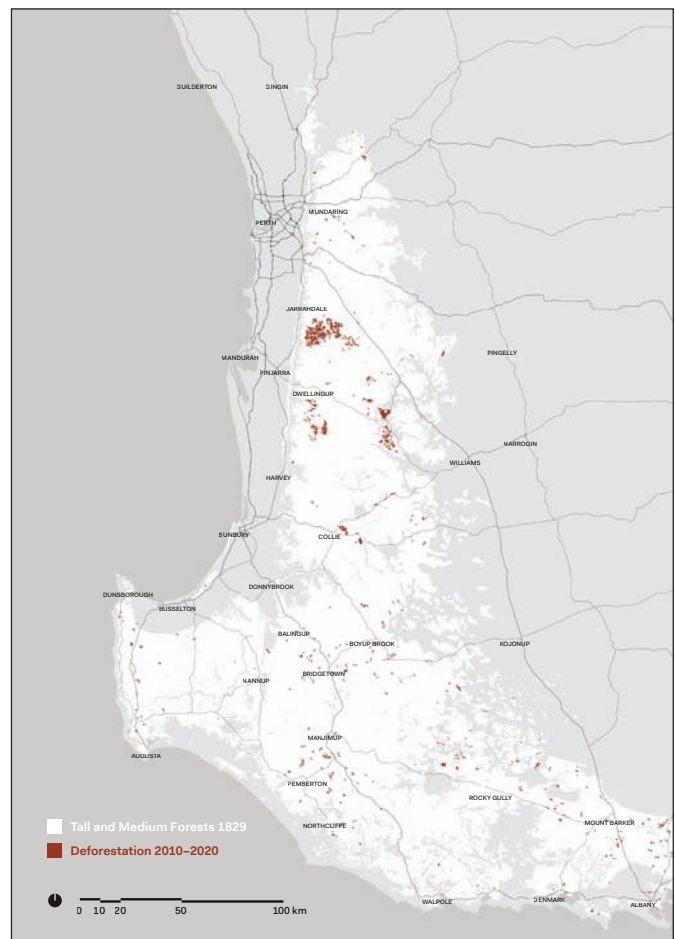 GUILDERTON
GINGIN
MUNDARING
PERTH
JARRAHDALE
PINGELLY
MANDURAH
PINJARRA
DWELLINGUP
NARROGIN
WILLIAMS
HARVEY
BUNBURY
COLLIE
DONNYBROOK
DUNSBOROUGH
BUSSELTON
BALINGUP
BOYUP BROOK
KOJONUP
BRIDGETOWN
NANNUP
MANJIMUP
AUGUSTA
PEMBERTON
ROCKY GULLY
NORTHCLIFFE
MOUNT BARKER
Tall and Medium Forests 1829
Deforestation 2010–2020
WALPOLE
DENMARK
ALBANY
0 10 20 50 100 km